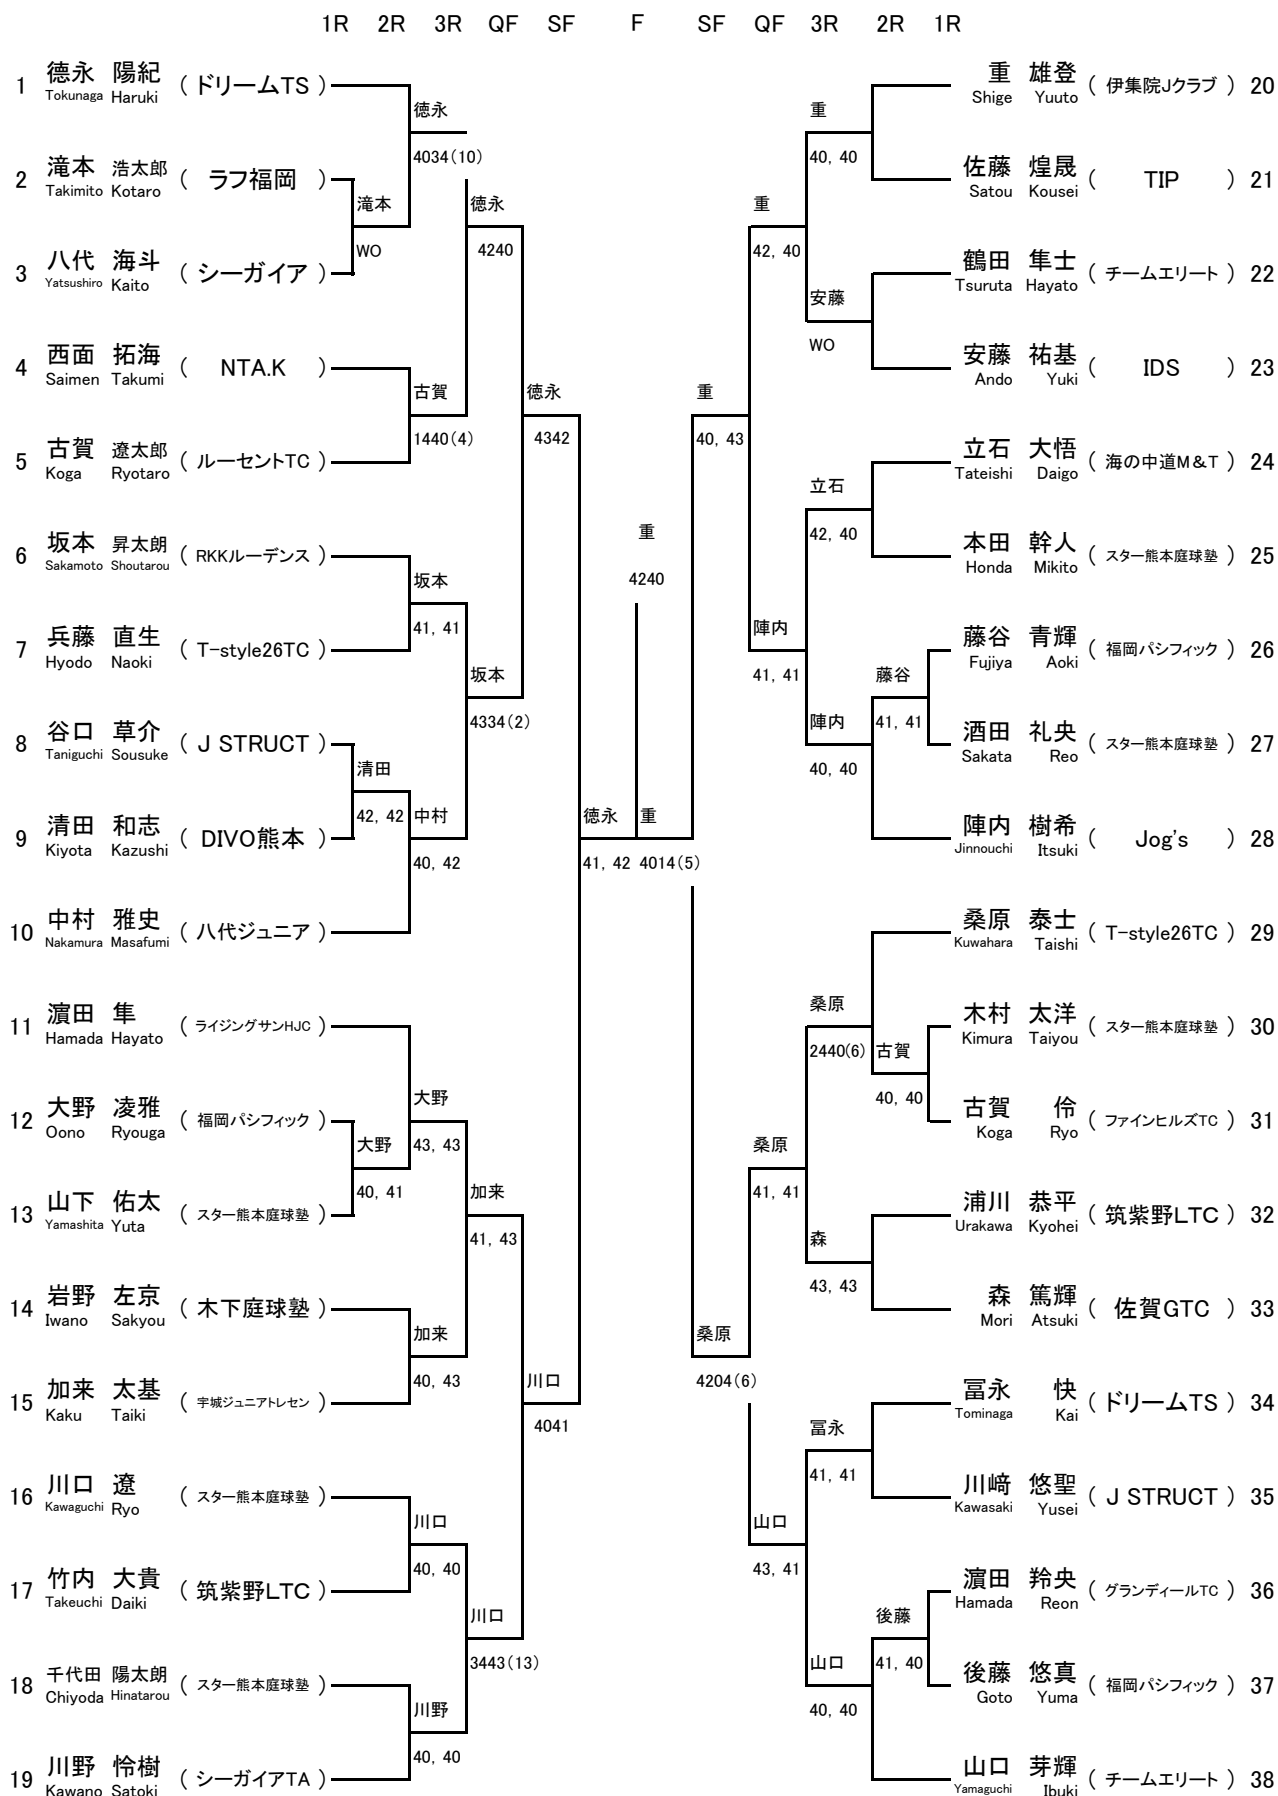 1R 2R 3R QF SF F SF QF 3R 2R 1R
1 德永 陽紀 ( ドリームTS )
Tokunaga Haruki
2 滝本 浩太郎 ( ラフ福岡 )
Takimito Kotaro
3 八代 海斗 ( シーガイア )
Yatsushiro Kaito
4 西面 拓海 ( NTA.K )
Saimen Takumi
5 古賀 遼太郎 ( ルーセントTC )
Koga Ryotaro
6 坂本 昇太朗 ( RKKルーデンス )
Sakamoto Shoutarou
7 兵藤 直生 ( T-style26TC )
Hyodo Naoki
8 谷口 草介 ( J STRUCT )
Taniguchi Sousuke
9 清田 和志 ( DIVO熊本 )
Kiyota Kazushi
10 中村 雅史 ( 八代ジュニア )
Nakamura Masafumi
11 濵田 隼 ( ライジングサンHJC )
Hamada Hayato
12 大野 凌雅 ( 福岡パシフィック )
Oono Ryouga
13 山下 佑太 ( スター熊本庭球塾 )
Yamashita Yuta
14 岩野 左京 ( 木下庭球塾 )
Iwano Sakyou
15 加来 太基 ( 宇城ジュニアトレセン )
Kaku Taiki
16 川口 遼 ( スター熊本庭球塾 )
Kawaguchi Ryo
17 竹内 大貴 ( 筑紫野LTC )
Takeuchi Daiki
18 千代田 陽太朗 ( スター熊本庭球塾 )
Chiyoda Hinatarou
19 川野 怜樹 ( シーガイアTA )
Kawano Satoki
滝本
WO
清田
42, 42
大野
40, 41
徳永
4034(10)
古賀
1440(4)
坂本
41, 41
中村
40, 42
大野
43, 43
加来
40, 43
川口
40, 40
川野
40, 40
徳永
4240
坂本
4334(2)
加来
41, 43
川口
3443(13)
徳永
4342
川口
4041
徳永
41, 42
重
4240
重
4014(5)
重
40, 43
桑原
4204(6)
重
42, 40
陣内
41, 41
桑原
41, 41
山口
43, 41
重
40, 40
安藤
WO
立石
42, 40
陣内
40, 40
桑原
2440(6)
森
43, 43
冨永
41, 41
山口
40, 40
藤谷
41, 41
古賀
40, 40
後藤
41, 40
重 雄登 ( 伊集院Jクラブ ) 20
Shige Yuuto
佐藤 煌晟 ( TIP ) 21
Satou Kousei
鶴田 隼士 ( チームエリート ) 22
Tsuruta Hayato
安藤 祐基 ( IDS ) 23
Ando Yuki
立石 大悟 ( 海の中道M&T ) 24
Tateishi Daigo
本田 幹人 ( スター熊本庭球塾 ) 25
Honda Mikito
藤谷 青輝 ( 福岡パシフィック ) 26
Fujiya Aoki
酒田 礼央 ( スター熊本庭球塾 ) 27
Sakata Reo
陣内 樹希 ( Jog's ) 28
Jinnouchi Itsuki
桑原 泰士 ( T-style26TC ) 29
Kuwahara Taishi
木村 太洋 ( スター熊本庭球塾 ) 30
Kimura Taiyou
古賀 伶 ( ファインヒルズTC ) 31
Koga Ryo
浦川 恭平 ( 筑紫野LTC ) 32
Urakawa Kyohei
森 篤輝 ( 佐賀GTC ) 33
Mori Atsuki
冨永 快 ( ドリームTS ) 34
Tominaga Kai
川﨑 悠聖 ( J STRUCT ) 35
Kawasaki Yusei
濵田 羚央 ( グランディールTC ) 36
Hamada Reon
後藤 悠真 ( 福岡パシフィック ) 37
Goto Yuma
山口 芽輝 ( チームエリート ) 38
Yamaguchi Ibuki